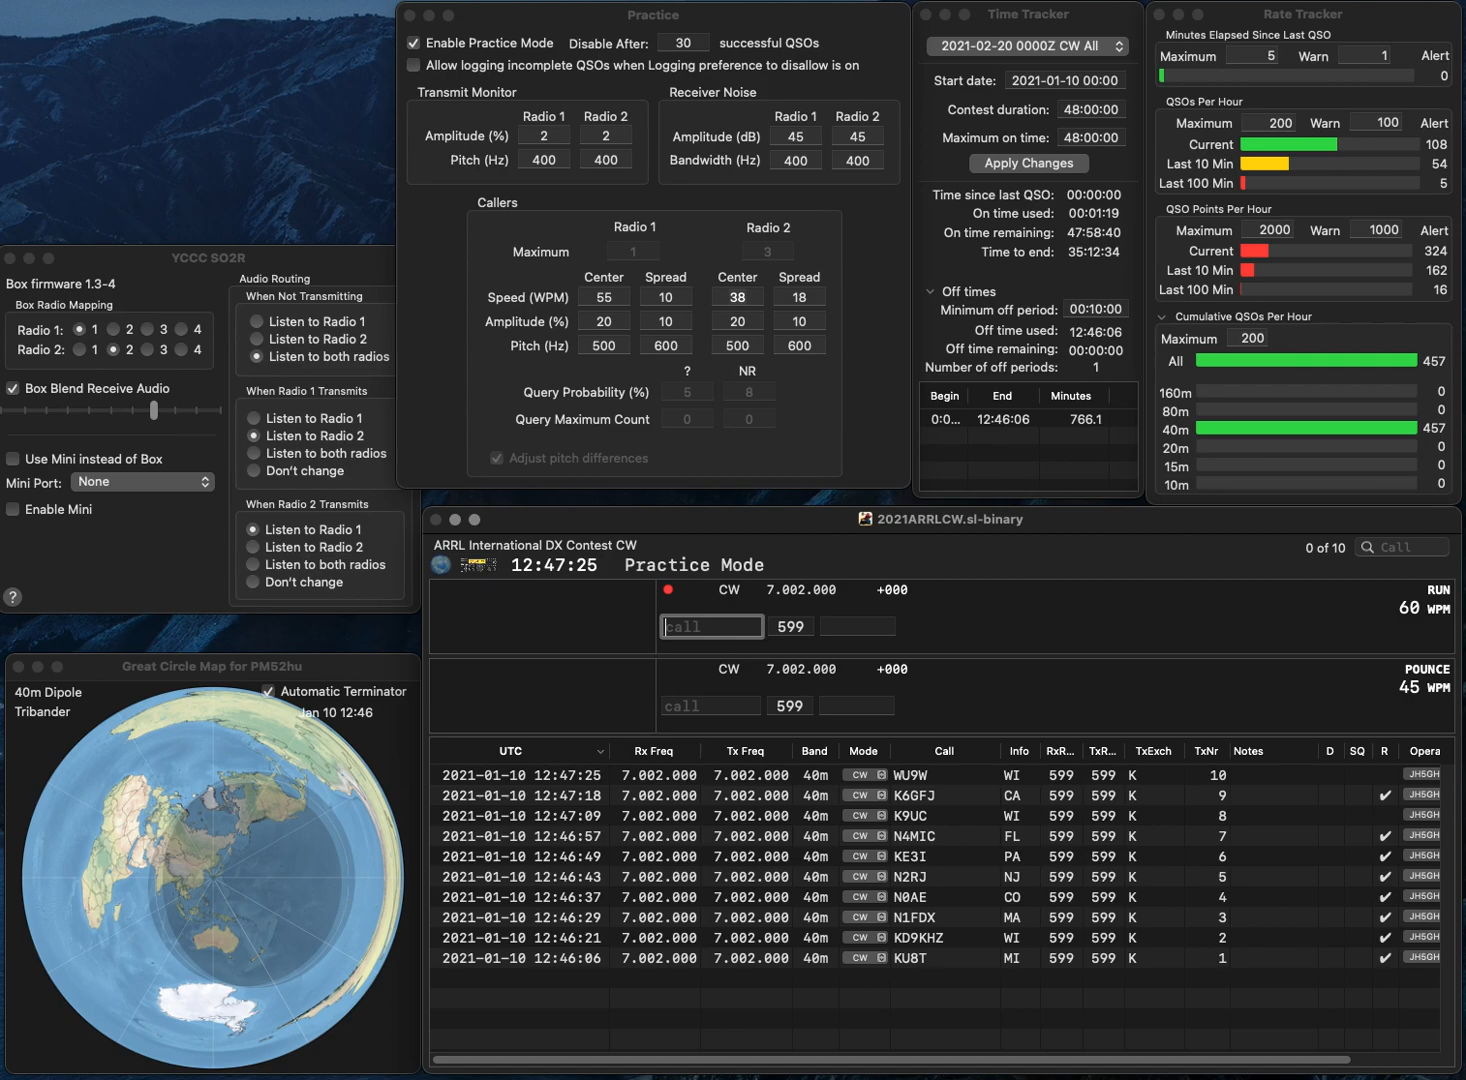 Practice
Enable Practice Mode Disable After: 30 successful QSOs
Allow logging incomplete QSOs when Logging preference to disallow is on
Transmit Monitor
Radio 1 Radio 2
Amplitude (%) 2 2
Pitch (Hz) 400 400
Receiver Noise
Radio 1 Radio 2
Amplitude (dB) 45 45
Bandwidth (Hz) 400 400
Callers
Radio 1 Radio 2
Maximum 1 3
Center Spread Center Spread
Speed (WPM) 55 10 38 18
Amplitude (%) 20 10 20 10
Pitch (Hz) 500 600 500 600
? NR
Query Probability (%) 5 8
Query Maximum Count 0 0
Adjust pitch differences
Time Tracker
2021-02-20 0000Z CW All
Start date: 2021-01-10 00:00
Contest duration: 48:00:00
Maximum on time: 48:00:00
Apply Changes
Time since last QSO: 00:00:00
On time used: 00:01:19
On time remaining: 47:58:40
Time to end: 35:12:34
Off times
Minimum off period: 00:10:00
Off time used: 12:46:06
Off time remaining: 00:00:00
Number of off periods: 1
Begin End Minutes
0:0... 12:46:06 766.1
Rate Tracker
Minutes Elapsed Since Last QSO
Maximum 5 Warn 1 Alert
0
QSOs Per Hour
Maximum 200 Warn 100 Alert
Current 108
Last 10 Min 54
Last 100 Min 5
QSO Points Per Hour
Maximum 2000 Warn 1000 Alert
Current 324
Last 10 Min 162
Last 100 Min 16
Cumulative QSOs Per Hour
Maximum 200
All 457
160m 0
80m 0
40m 457
20m 0
15m 0
10m 0
YCCC SO2R
Box firmware 1.3-4
Box Radio Mapping
Radio 1: 1 2 3 4
Radio 2: 1 2 3 4
Box Blend Receive Audio
Use Mini instead of Box
Mini Port: None
Enable Mini
?
Audio Routing
When Not Transmitting
Listen to Radio 1
Listen to Radio 2
Listen to both radios
When Radio 1 Transmits
Listen to Radio 1
Listen to Radio 2
Listen to both radios
Don't change
When Radio 2 Transmits
Listen to Radio 1
Listen to Radio 2
Listen to both radios
Don't change
Great Circle Map for PM52hu
40m Dipole
Tribander
Automatic Terminator
Jan 10 12:46
2021ARRLCW.sl-binary
ARRL International DX Contest CW
0 of 10 Call
12:47:25 Practice Mode
CW 7.002.000 +000 RUN
60 WPM
call 599
CW 7.002.000 +000 POUNCE
45 WPM
call 599
UTC Rx Freq Tx Freq Band Mode Call Info RxR... TxR... TxExch TxNr Notes D SQ R Opera
2021-01-10 12:47:25 7.002.000 7.002.000 40m CW WU9W WI 599 599 K 10 JH5GH
2021-01-10 12:47:18 7.002.000 7.002.000 40m CW K6GFJ CA 599 599 K 9 ✔ JH5GH
2021-01-10 12:47:09 7.002.000 7.002.000 40m CW K9UC WI 599 599 K 8 JH5GH
2021-01-10 12:46:57 7.002.000 7.002.000 40m CW N4MIC FL 599 599 K 7 ✔ JH5GH
2021-01-10 12:46:49 7.002.000 7.002.000 40m CW KE3I PA 599 599 K 6 ✔ JH5GH
2021-01-10 12:46:43 7.002.000 7.002.000 40m CW N2RJ NJ 599 599 K 5 ✔ JH5GH
2021-01-10 12:46:37 7.002.000 7.002.000 40m CW N0AE CO 599 599 K 4 ✔ JH5GH
2021-01-10 12:46:29 7.002.000 7.002.000 40m CW N1FDX MA 599 599 K 3 ✔ JH5GH
2021-01-10 12:46:21 7.002.000 7.002.000 40m CW KD9KHZ WI 599 599 K 2 ✔ JH5GH
2021-01-10 12:46:06 7.002.000 7.002.000 40m CW KU8T MI 599 599 K 1 ✔ JH5GH